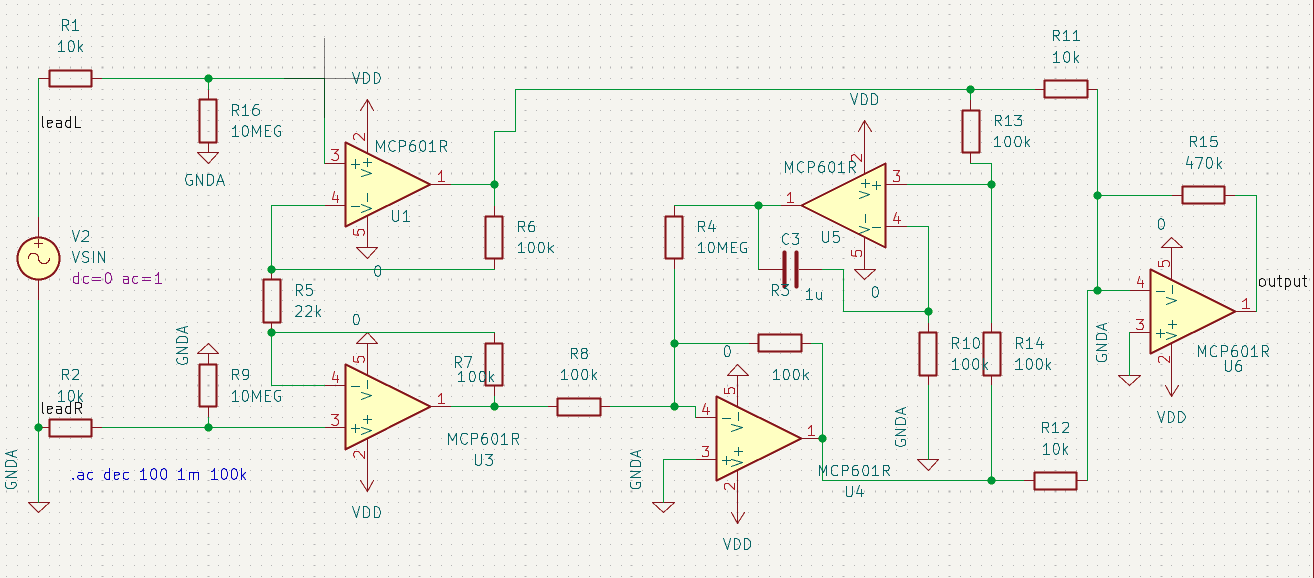 R1
10k
leadL
R16
10MEG
GNDA
VDD
2
MCP601R
3
+
V+
4
−
V-
1
U1
5
0
R6
100k
V2
VSIN
dc=0 ac=1
R5
22k
GNDA
R9
10MEG
R2
10k
leadR
GNDA
.ac dec 100 1m 100k
0
5
4
−
V-
3
+
V+
1
2
VDD
MCP601R
U3
R7
100k
R8
100k
R4
10MEG
C3
1u
R3
100k
VDD
2
MCP601R
3
+
V+
4
−
V-
1
U5
5
0
0
5
4
−
V-
3
+
V+
1
2
VDD
GNDA
MCP601R
U4
R13
100k
R10
100k
R14
100k
GNDA
R11
10k
R12
10k
R15
470k
0
5
4
−
V-
3
+
V+
1
2
VDD
GNDA
MCP601R
U6
output